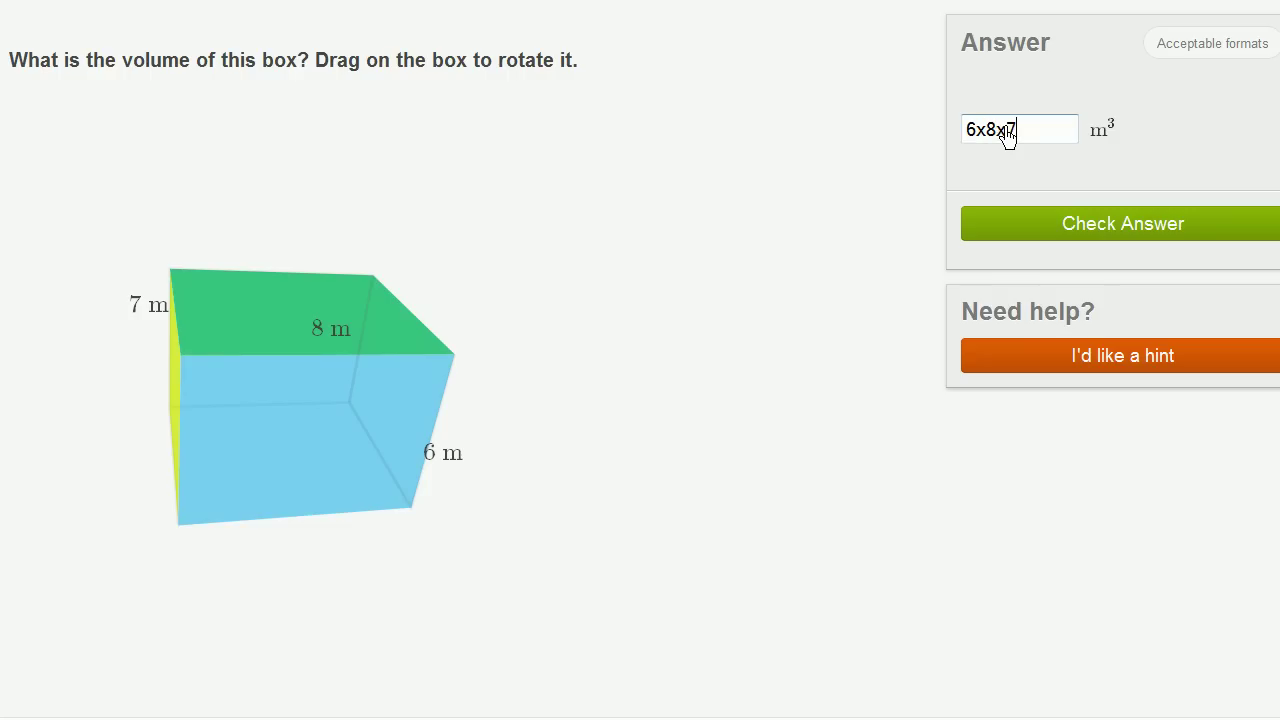 What is the volume of this box? Drag on the box to rotate it.
7 m
8 m
6 m
Answer
Acceptable formats
6x8x7
m³
Check Answer
Need help?
I'd like a hint